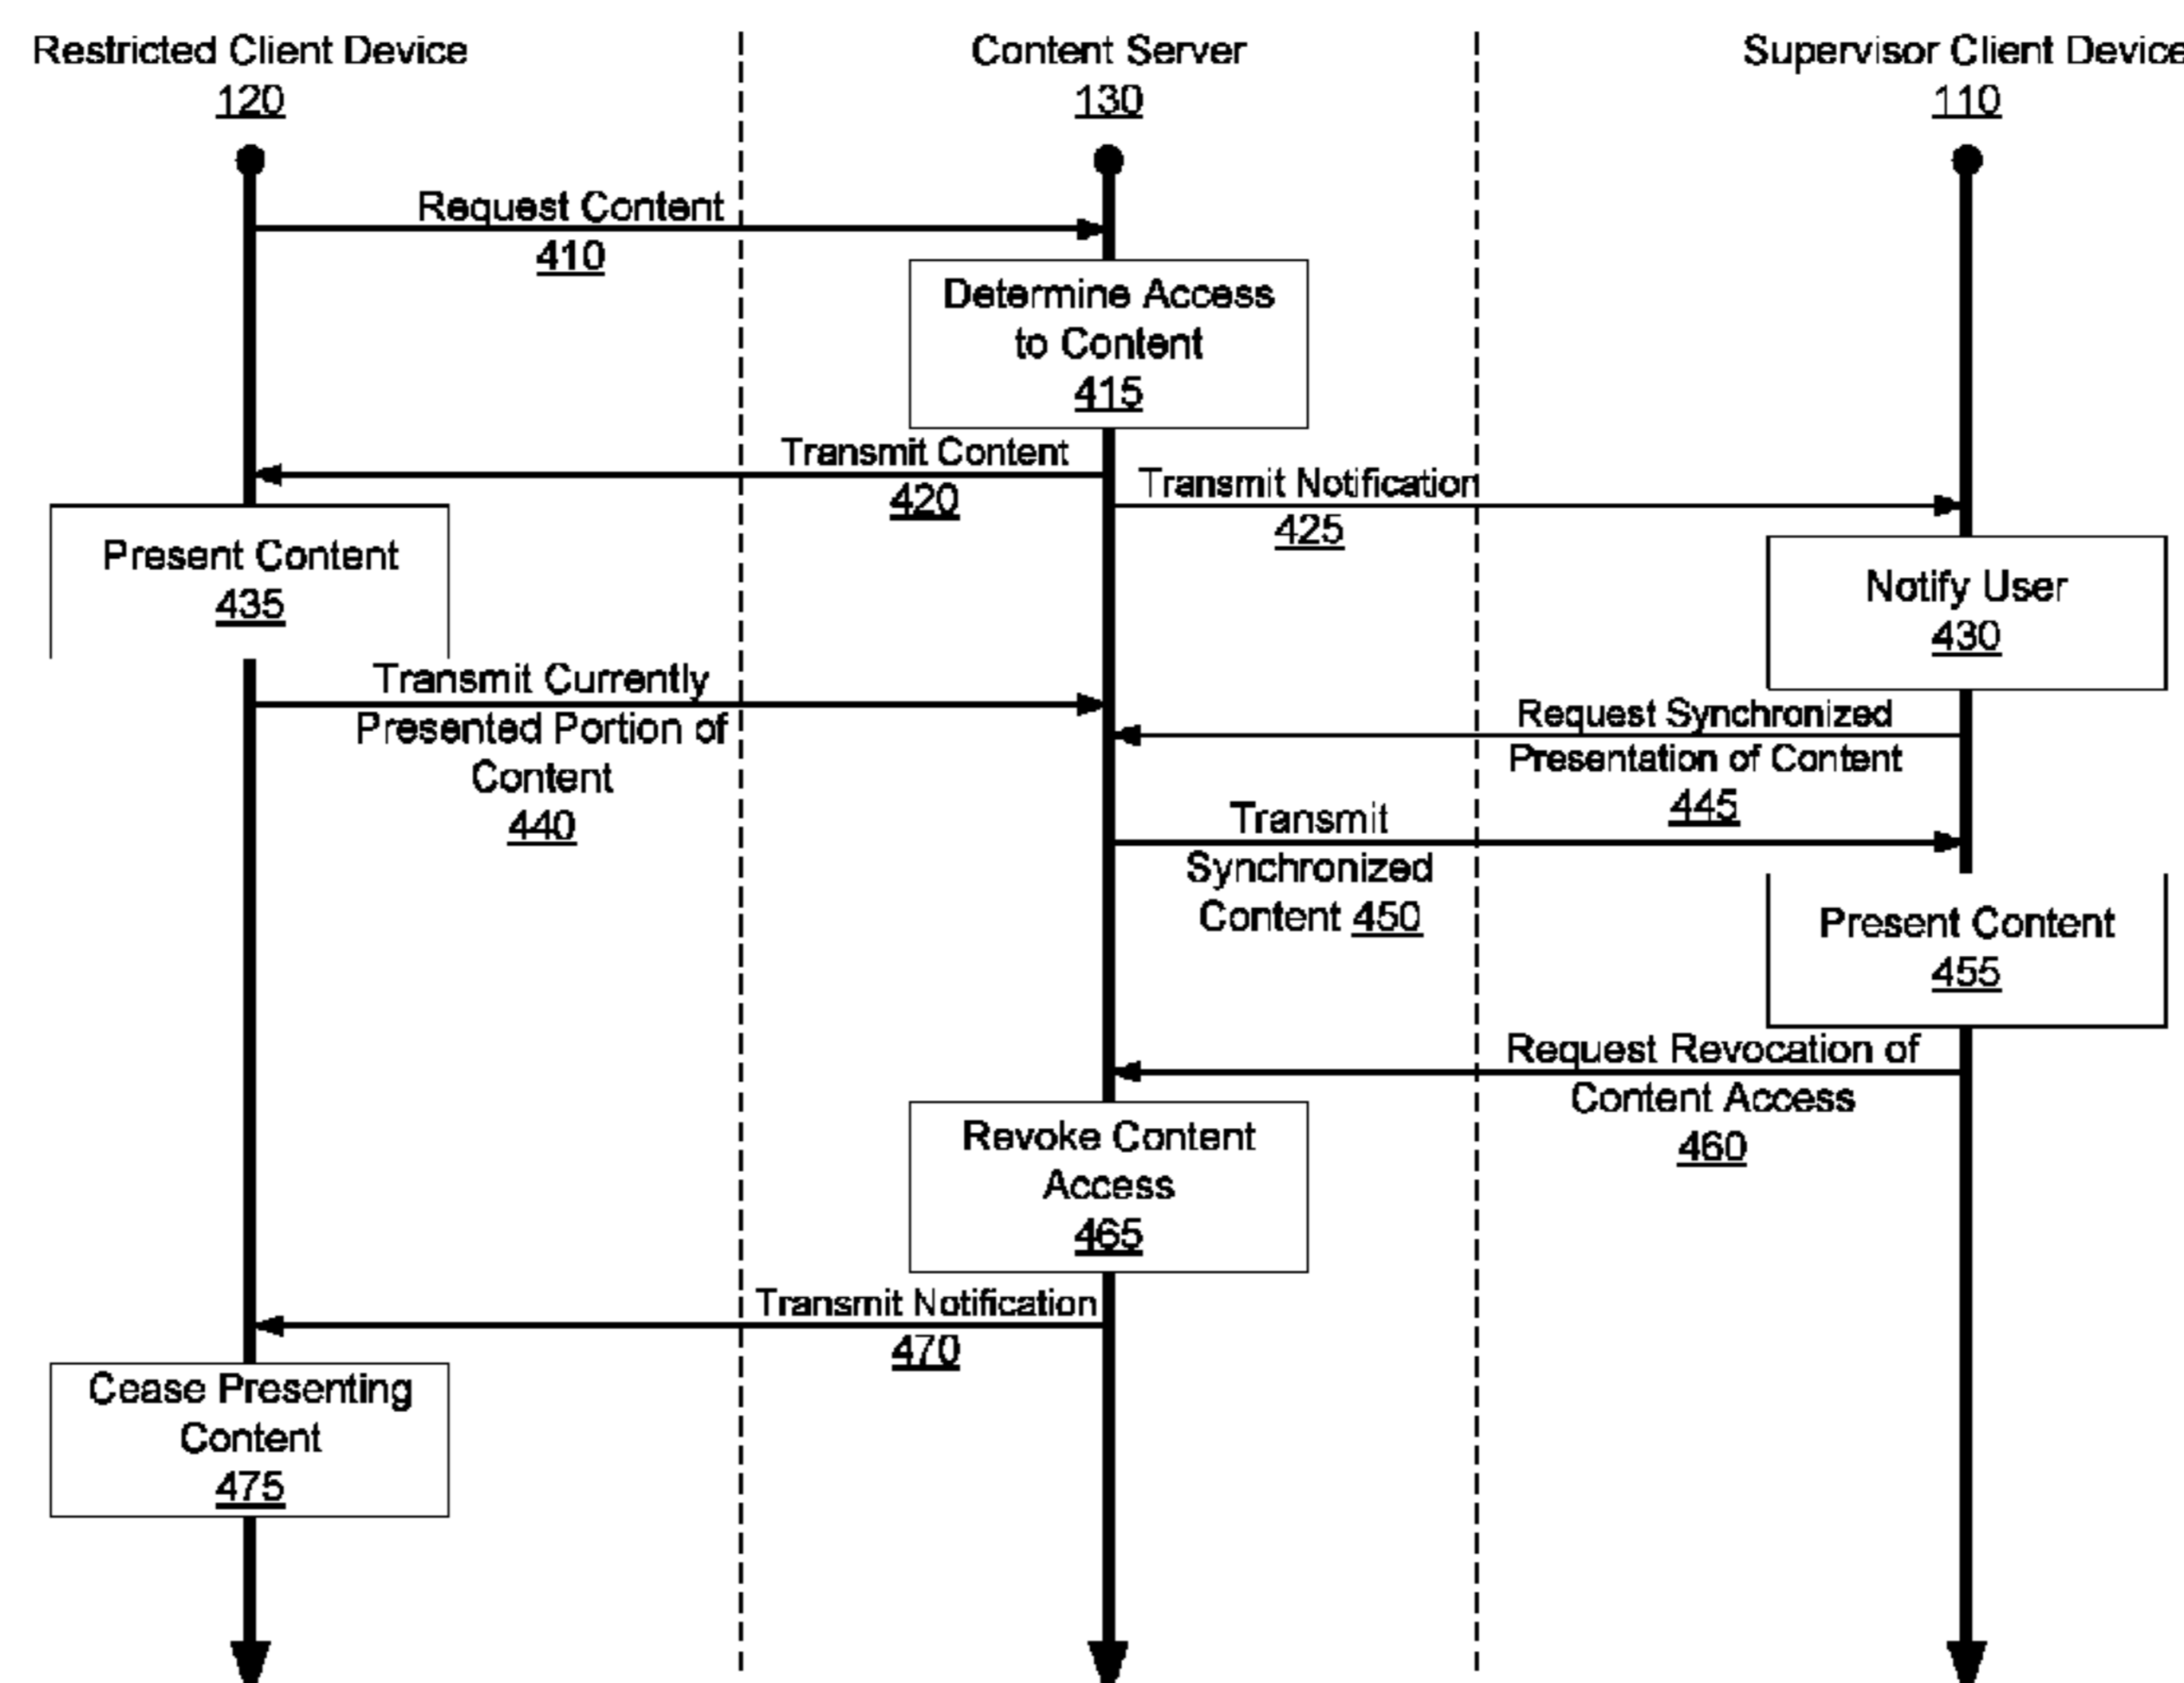 Restricted Client Device
120
Content Server
130
Supervisor Client Device
110
Request Content
410
Determine Access
to Content
415
Transmit Content
420
Transmit Notification
425
Present Content
435
Notify User
430
Transmit Currently
Presented Portion of
Content
440
Request Synchronized
Presentation of Content
445
Transmit
Synchronized
Content 450
Present Content
455
Request Revocation of
Content Access
460
Revoke Content
Access
465
Transmit Notification
470
Cease Presenting
Content
475